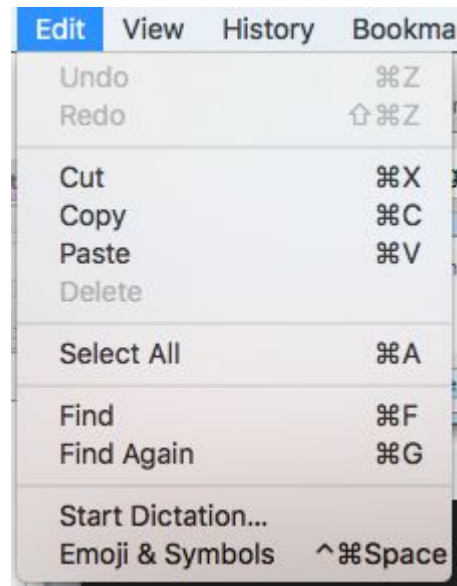 Edit View History Bookma
Undo ⌘Z
Redo ⇧⌘Z
Cut ⌘X
Copy ⌘C
Paste ⌘V
Delete
Select All ⌘A
Find ⌘F
Find Again ⌘G
Start Dictation...
Emoji & Symbols ^⌘Space